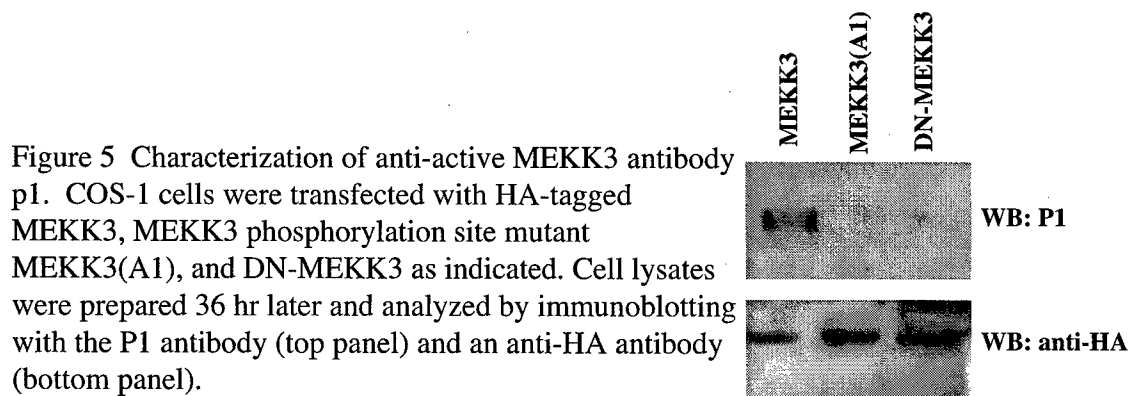 MEKK3
MEKK3(A1)
DN-MEKK3
Figure 5 Characterization of anti-active MEKK3 antibody
p1. COS-1 cells were transfected with HA-tagged
MEKK3, MEKK3 phosphorylation site mutant
MEKK3(A1), and DN-MEKK3 as indicated. Cell lysates
were prepared 36 hr later and analyzed by immunoblotting
with the P1 antibody (top panel) and an anti-HA antibody
(bottom panel).
WB: P1
WB: anti-HA